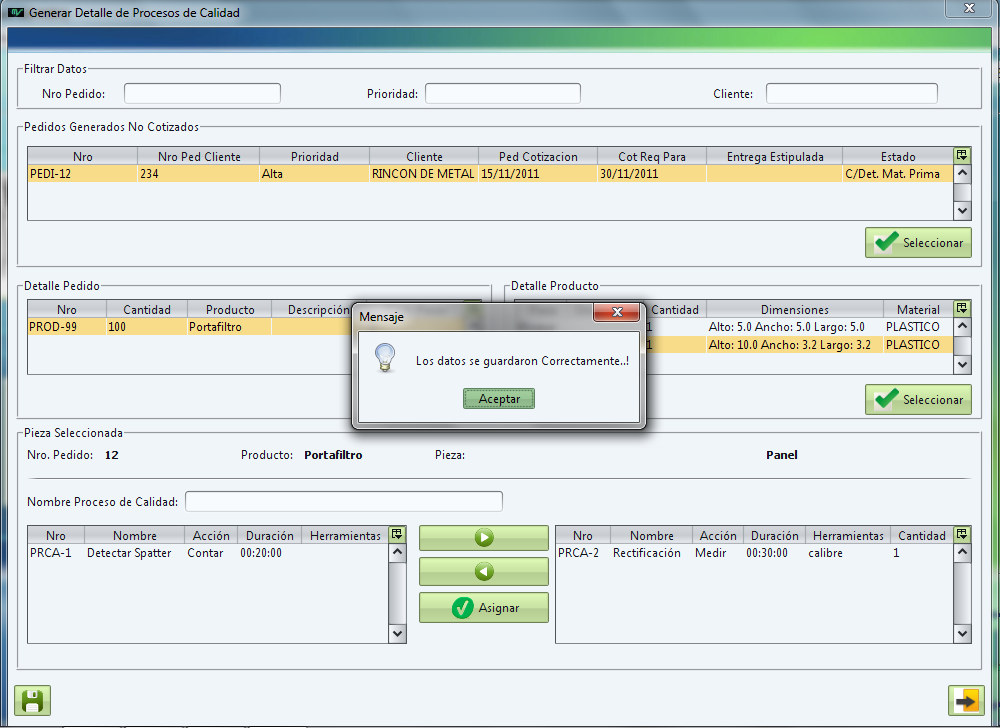 Generar Detalle de Procesos de Calidad
Filtrar Datos
Nro Pedido: Prioridad: Cliente:
Pedidos Generados No Cotizados
Nro Nro Ped Cliente Prioridad Cliente Ped Cotizacion Cot Req Para Entrega Estipulada Estado
PEDI-12 234 Alta RINCON DE METAL 15/11/2011 30/11/2011 C/Det. Mat. Prima
Seleccionar
Detalle Pedido Detalle Producto
Nro Cantidad Producto Descripción Cantidad Dimensiones Material
PROD-99 100 Portafiltro 1 Alto: 5.0 Ancho: 5.0 Largo: 5.0 PLASTICO
1 Alto: 10.0 Ancho: 3.2 Largo: 3.2 PLASTICO
Mensaje
Los datos se guardaron Correctamente..!
Aceptar
Seleccionar
Pieza Seleccionada
Nro. Pedido: 12 Producto: Portafiltro Pieza: Panel
Nombre Proceso de Calidad:
Nro Nombre Acción Duración Herramientas Nro Nombre Acción Duración Herramientas Cantidad
PRCA-1 Detectar Spatter Contar 00:20:00 PRCA-2 Rectificación Medir 00:30:00 calibre 1
Asignar